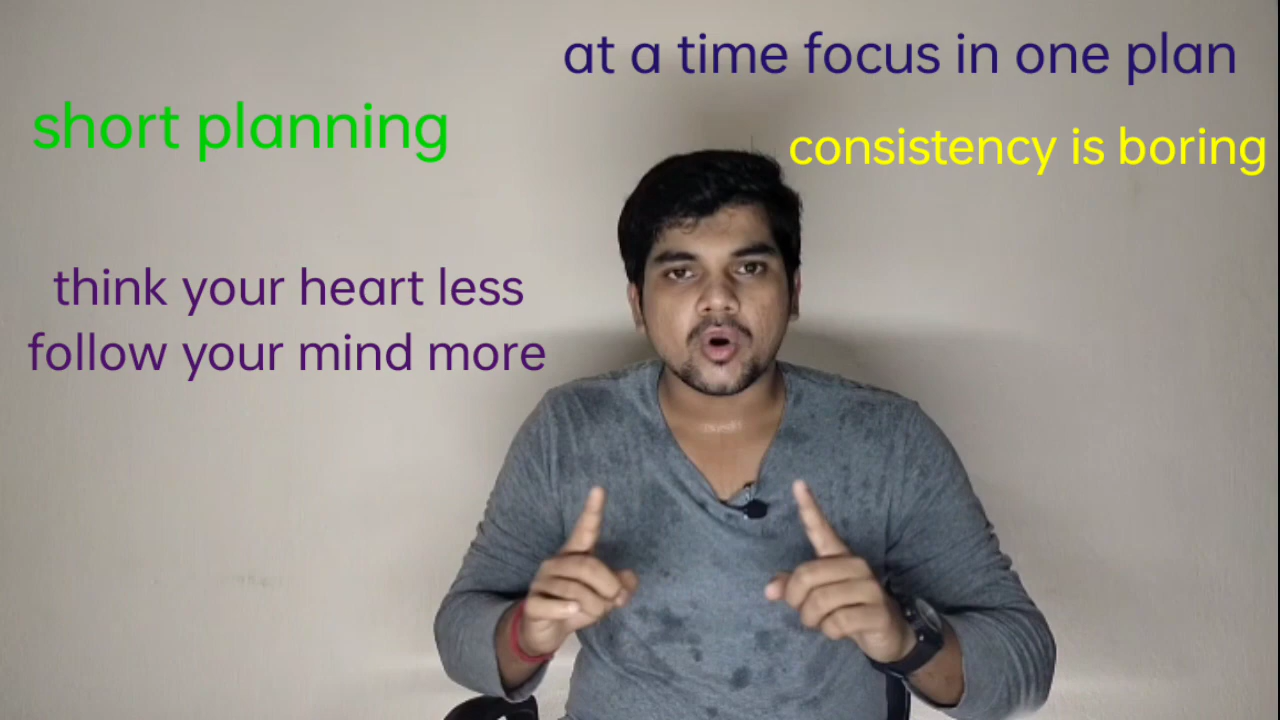 at a time focus in one plan
short planning
consistency is boring
think your heart less
follow your mind more